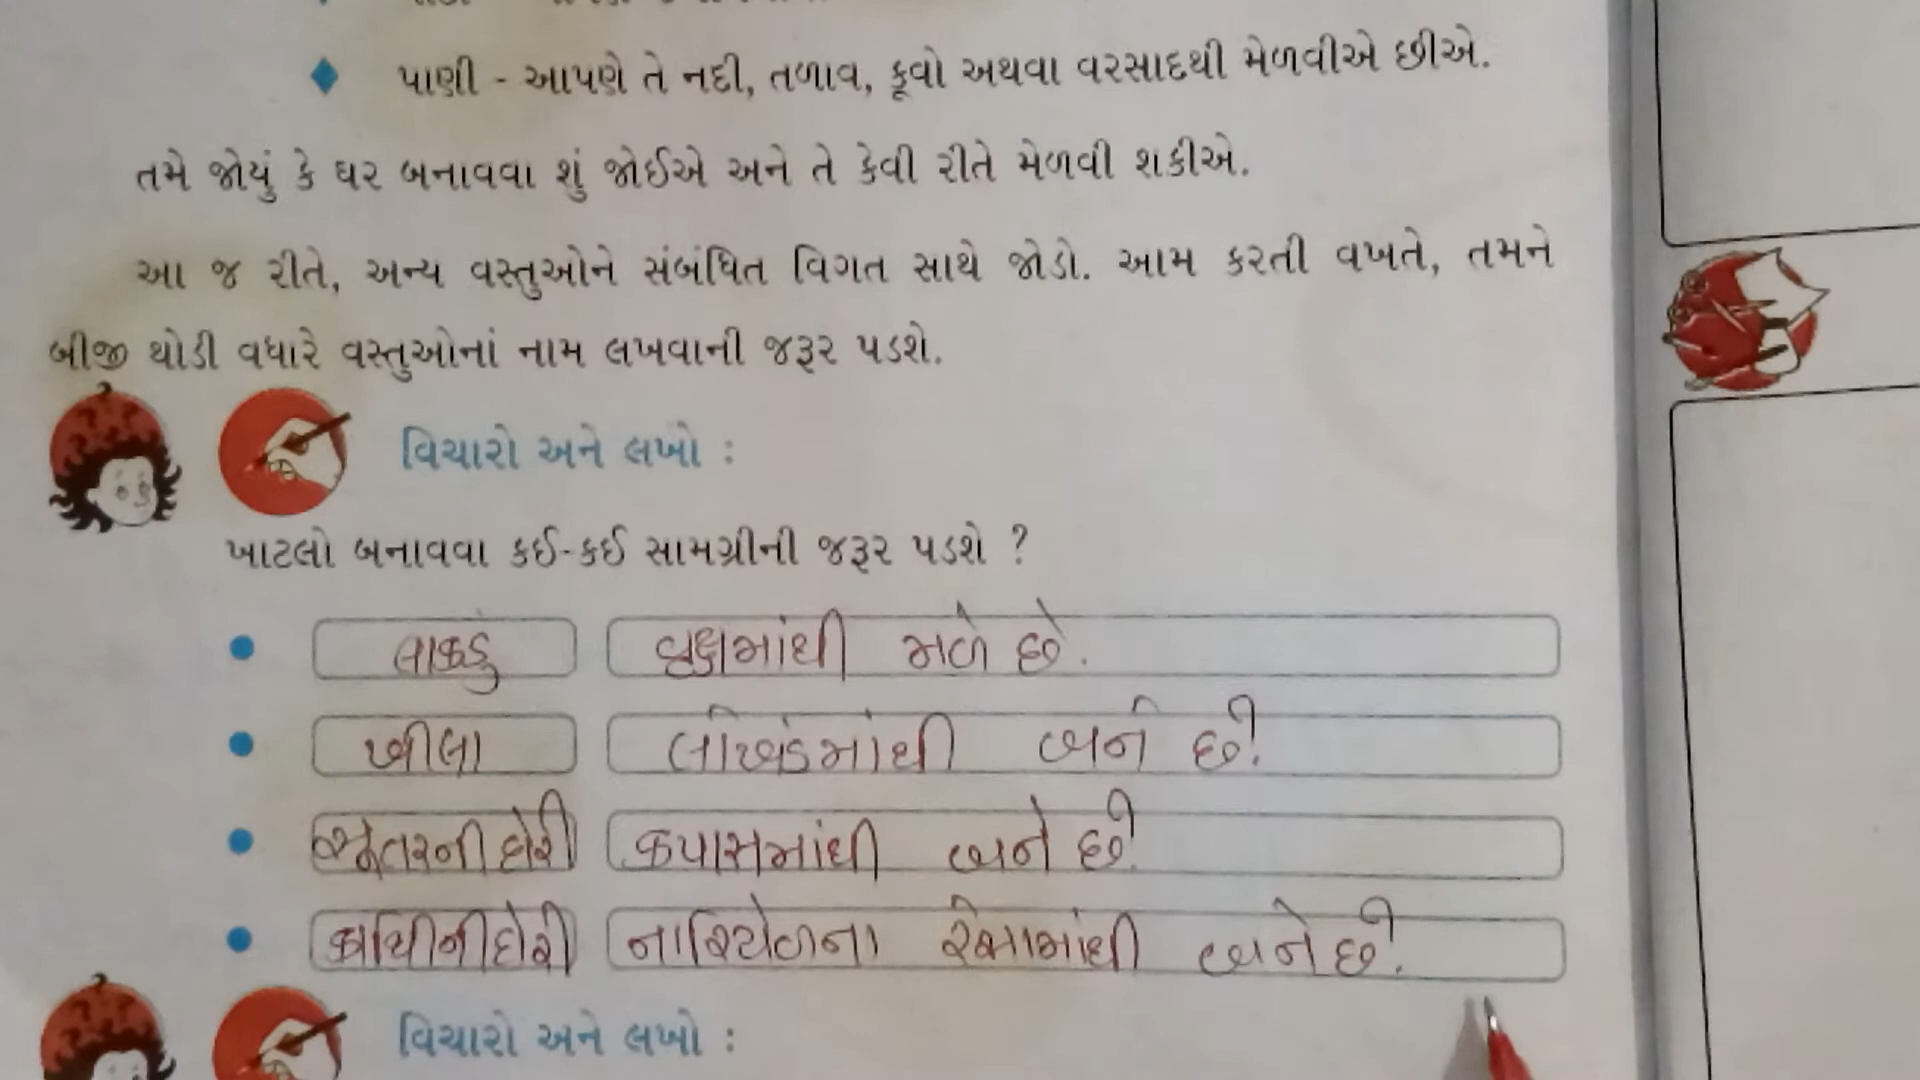 પાણી - આપણે તે નદી, તળાવ, કૂવો અથવા વરસાદથી મેળવીએ છીએ.
તમે જોયું કે ઘર બનાવવા શું જોઈએ અને તે કેવી રીતે મેળવી શકીએ.
આ જ રીતે, અન્ય વસ્તુઓને સંબંધિત વિગત સાથે જોડો. આમ કરતી વખતે, તમને
બીજી થોડી વધારે વસ્તુઓનાં નામ લખવાની જરૂર પડશે.
વિચારો અને લખો :
ખાટલો બનાવવા કઈ-કઈ સામગ્રીની જરૂર પડશે ?
લાકડું વૃક્ષમાંથી મળે છે.
ખીલા લોખંડમાંથી બને છે.
સૂતરની દોરી કપાસમાંથી બને છે.
કાથીની દોરી નારિયેળના રેસામાંથી બને છે.
વિચારો અને લખો :